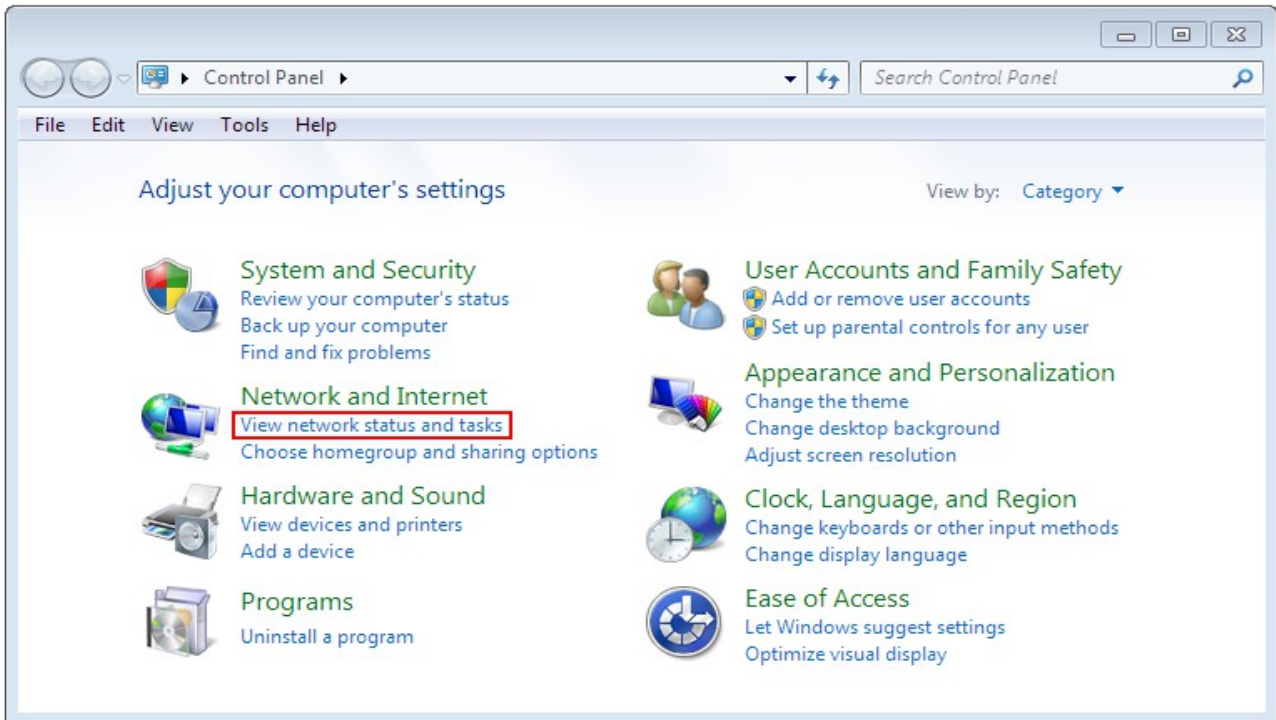 Control Panel
Search Control Panel
File Edit View Tools Help
Adjust your computer's settings
View by: Category
System and Security
Review your computer's status
Back up your computer
Find and fix problems
Network and Internet
View network status and tasks
Choose homegroup and sharing options
Hardware and Sound
View devices and printers
Add a device
Programs
Uninstall a program
User Accounts and Family Safety
Add or remove user accounts
Set up parental controls for any user
Appearance and Personalization
Change the theme
Change desktop background
Adjust screen resolution
Clock, Language, and Region
Change keyboards or other input methods
Change display language
Ease of Access
Let Windows suggest settings
Optimize visual display